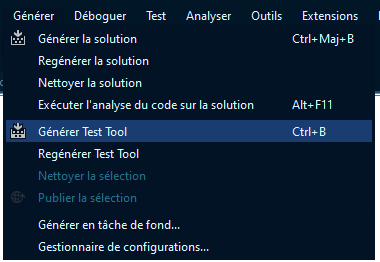 Générer Déboguer Test Analyser Outils Extensions
Générer la solution Ctrl+Maj+B
Regénérer la solution
Nettoyer la solution
Exécuter l'analyse du code sur la solution Alt+F11
Générer Test Tool Ctrl+B
Regénérer Test Tool
Nettoyer la sélection
Publier la sélection
Générer en tâche de fond...
Gestionnaire de configurations...